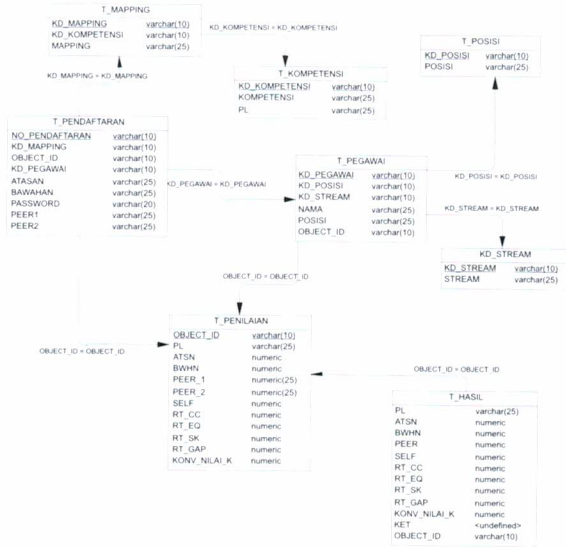 T_MAPPING
KD_MAPPING varchar(10)
KD_KOMPETENSI varchar(10)
MAPPING varchar(25)
KD_KOMPETENSI = KD_KOMPETENSI
KD_MAPPING = KD_MAPPING
T_KOMPETENSI
KD_KOMPETENSI varchar(10)
KOMPETENSI varchar(25)
PL varchar(25)
T_POSISI
KD_POSISI varchar(10)
POSISI varchar(25)
T_PENDAFTARAN
NO_PENDAFTARAN varchar(10)
KD_MAPPING varchar(10)
OBJECT_ID varchar(10)
KD_PEGAWAI varchar(10)
ATASAN varchar(25)
BAWAHAN varchar(25)
PASSWORD varchar(20)
PEER1 varchar(25)
PEER2 varchar(25)
KD_PEGAWAI = KD_PEGAWAI
T_PEGAWAI
KD_PEGAWAI varchar(10)
KD_POSISI varchar(10)
KD_STREAM varchar(10)
NAMA varchar(25)
POSISI varchar(25)
OBJECT_ID varchar(10)
KD_POSISI = KD_POSISI
KD_STREAM = KD_STREAM
KD_STREAM
KD_STREAM varchar(10)
STREAM varchar(25)
OBJECT_ID = OBJECT_ID
OBJECT_ID = OBJECT_ID
T_PENILAIAN
OBJECT_ID varchar(10)
PL varchar(25)
ATSN numeric
BWHN numeric
PEER_1 numeric(25)
PEER_2 numeric(25)
SELF numeric
RT_CC numeric
RT_EQ numeric
RT_SK numeric
RT_GAP numeric
KONV_NILAI_K numeric
OBJECT_ID = OBJECT_ID
T_HASIL
PL varchar(25)
ATSN numeric
BWHN numeric
PEER numeric
SELF numeric
RT_CC numeric
RT_EQ numeric
RT_SK numeric
RT_GAP numeric
KONV_NILAI_K numeric
KET <undefined>
OBJECT_ID varchar(10)